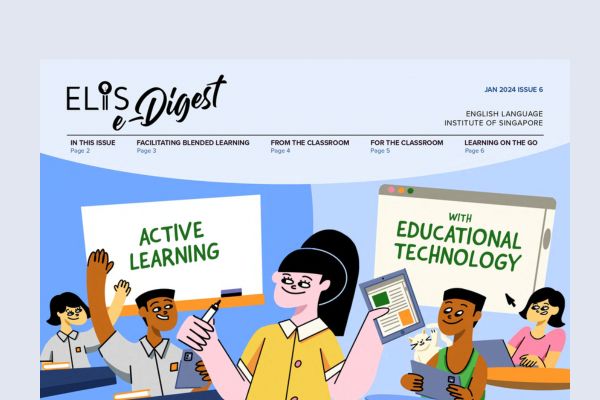 ELIS
e-Digest
JAN 2024 ISSUE 6
ENGLISH LANGUAGE
INSTITUTE OF SINGAPORE
IN THIS ISSUE
Page 2
FACILITATING BLENDED LEARNING
Page 3
FROM THE CLASSROOM
Page 4
FOR THE CLASSROOM
Page 5
LEARNING ON THE GO
Page 6
ACTIVE
LEARNING
WITH
EDUCATIONAL
TECHNOLOGY